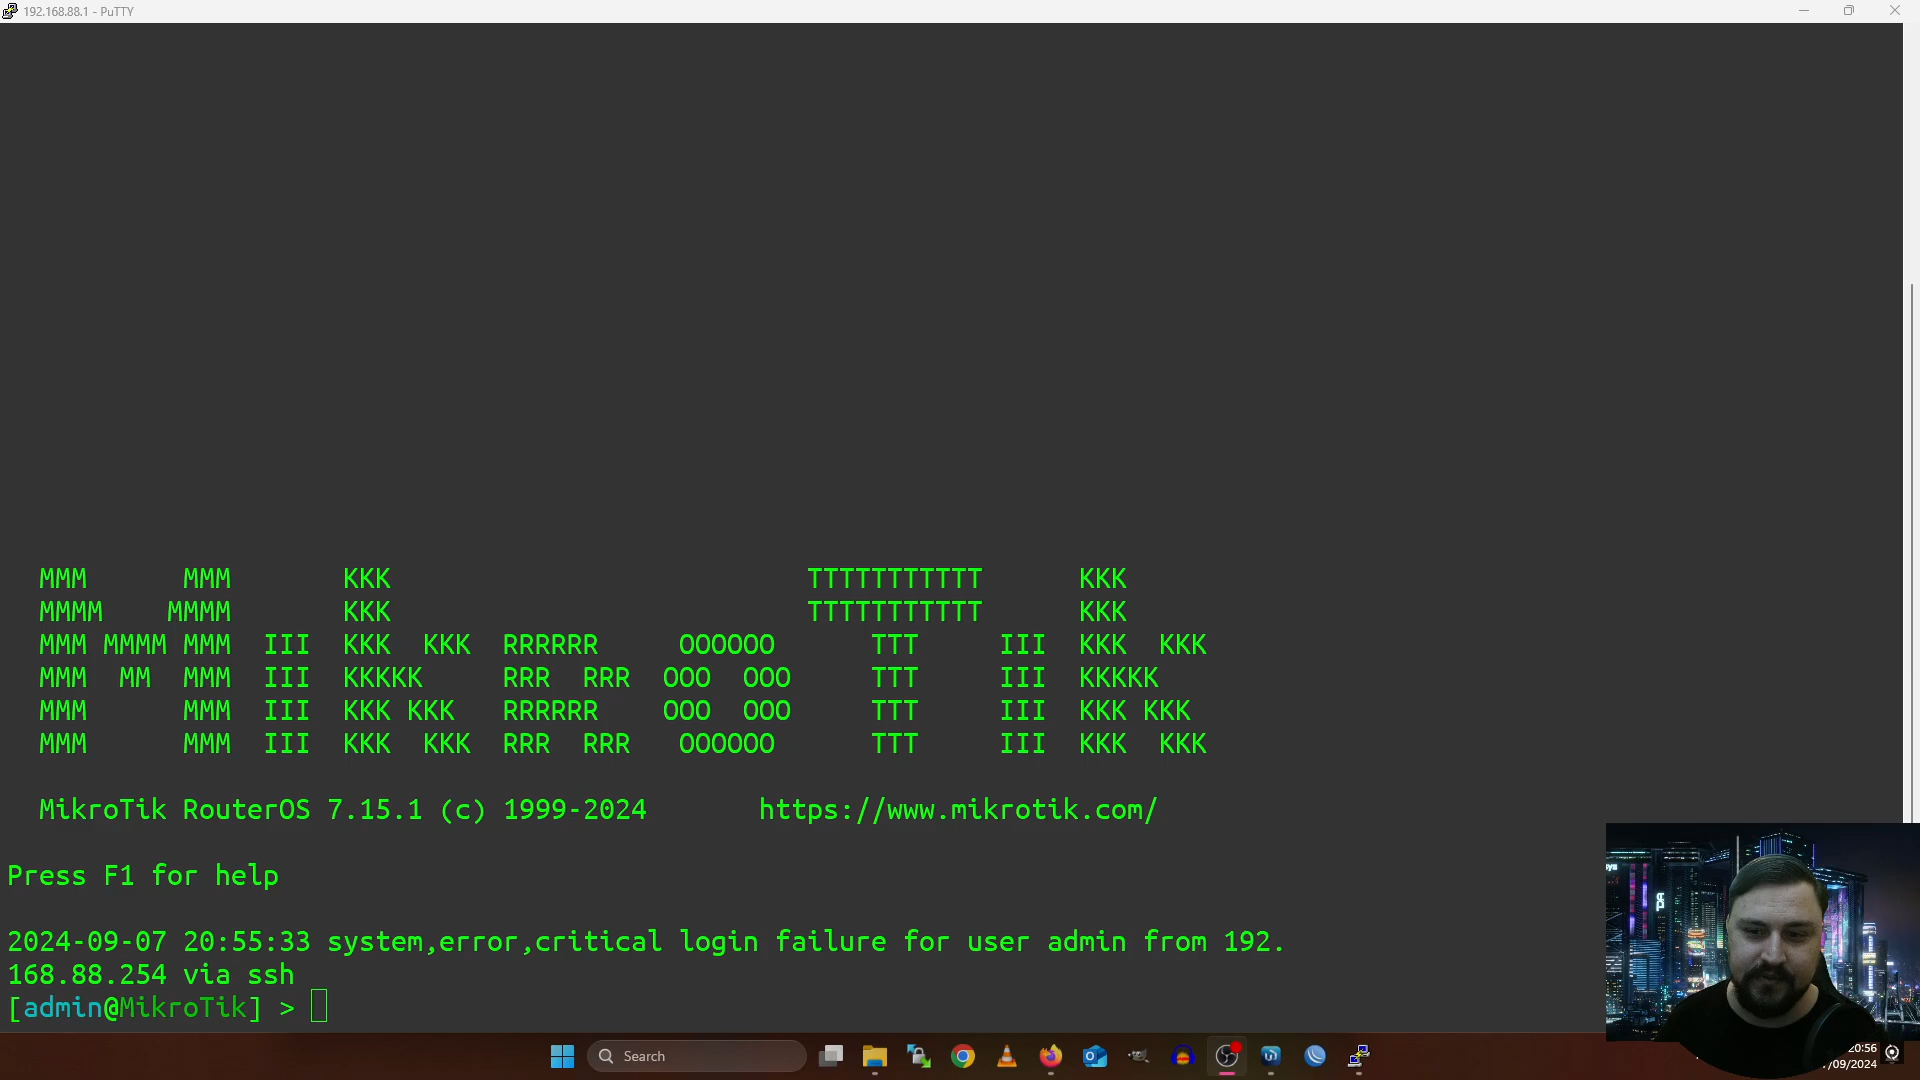 192.168.88.1 - PuTTY
MMM      MMM       KKK                          TTTTTTTTTTT      KKK
MMMM    MMMM       KKK                          TTTTTTTTTTT      KKK
MMM MMMM MMM  III  KKK  KKK  RRRRRR     OOOOOO      TTT     III  KKK  KKK
MMM  MM  MMM  III  KKKKK     RRR  RRR  OOO  OOO     TTT     III  KKKKK
MMM      MMM  III  KKK KKK   RRRRRR    OOO  OOO     TTT     III  KKK KKK
MMM      MMM  III  KKK  KKK  RRR  RRR   OOOOOO      TTT     III  KKK  KKK
MikroTik RouterOS 7.15.1 (c) 1999-2024       https://www.mikrotik.com/
Press F1 for help
2024-09-07 20:55:33 system,error,critical login failure for user admin from 192.
168.88.254 via ssh
[admin@MikroTik] >
Search
20:56
/09/2024